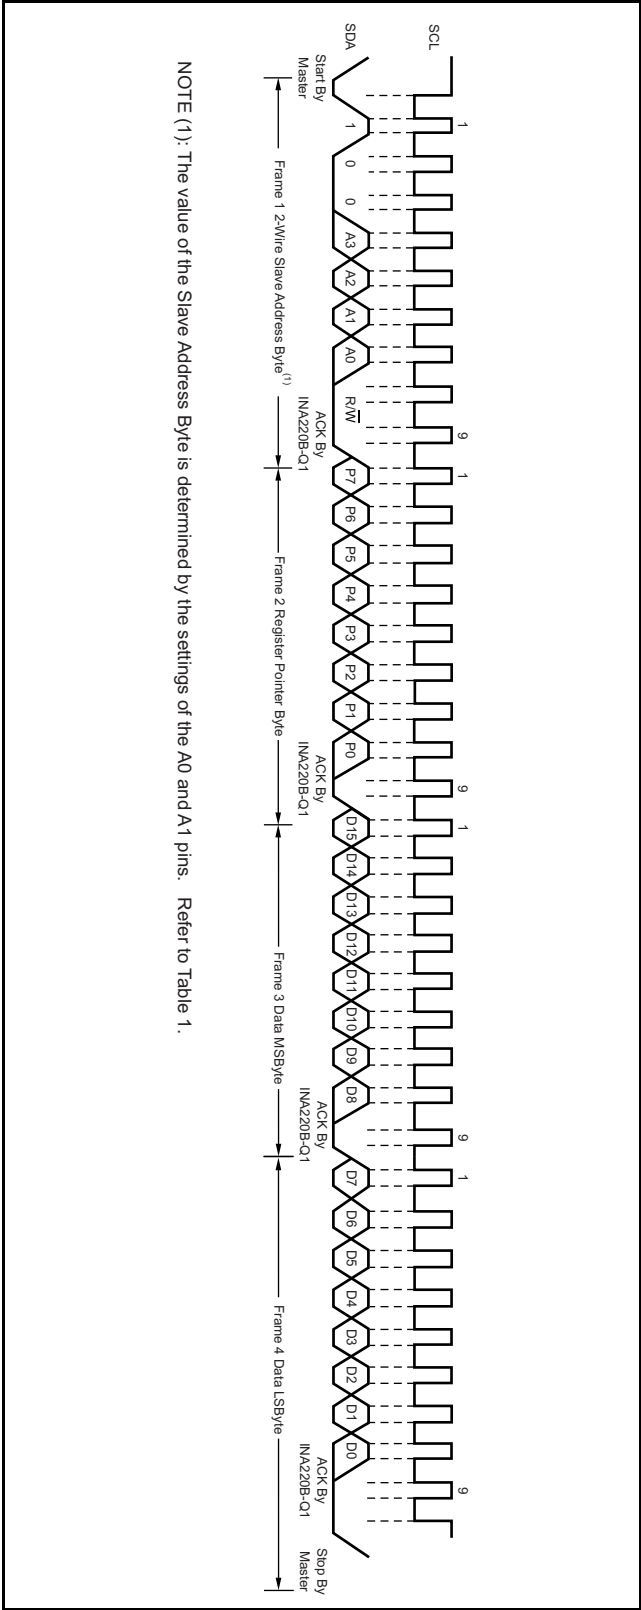 1 9 1 9 1 9 1 9
SCL
SDA
1 0 0 A3 A2 A1 A0 R/W P7 P6 P5 P4 P3 P2 P1 P0 D15 D14 D13 D12 D11 D10 D9 D8 D7 D6 D5 D4 D3 D2 D1 D0
Start By
Master
ACK By
INA220B-Q1
ACK By
INA220B-Q1
ACK By
INA220B-Q1
ACK By
INA220B-Q1
Stop By
Master
Frame 1 2-Wire Slave Address Byte(1)
Frame 2 Register Pointer Byte
Frame 3 Data MSByte
Frame 4 Data LSByte
NOTE (1): The value of the Slave Address Byte is determined by the settings of the A0 and A1 pins. Refer to Table 1.